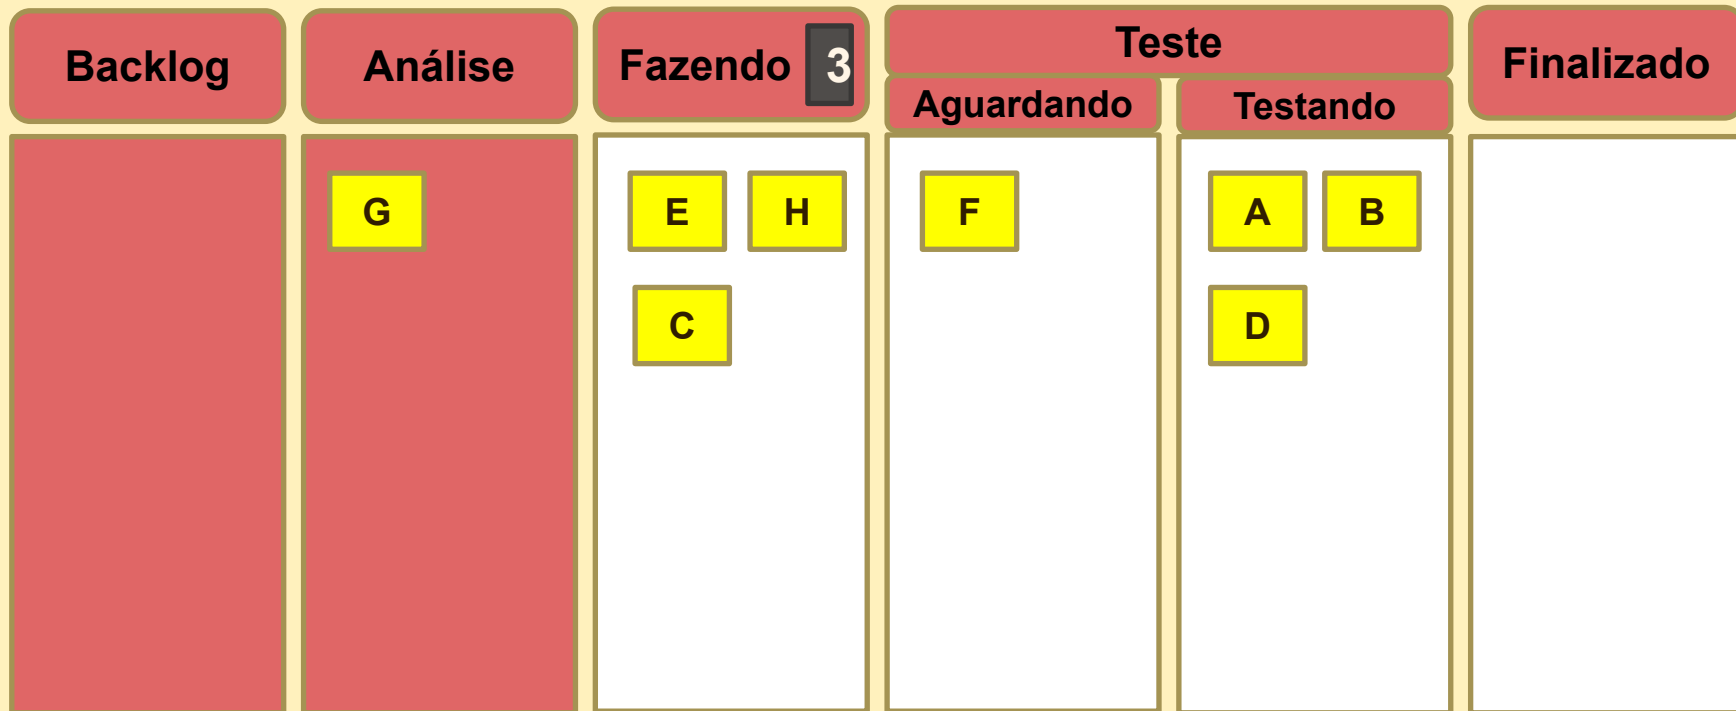 Backlog
Análise
Fazendo 3
Teste
Aguardando
Testando
Finalizado
G
E H
F
A B
C
D